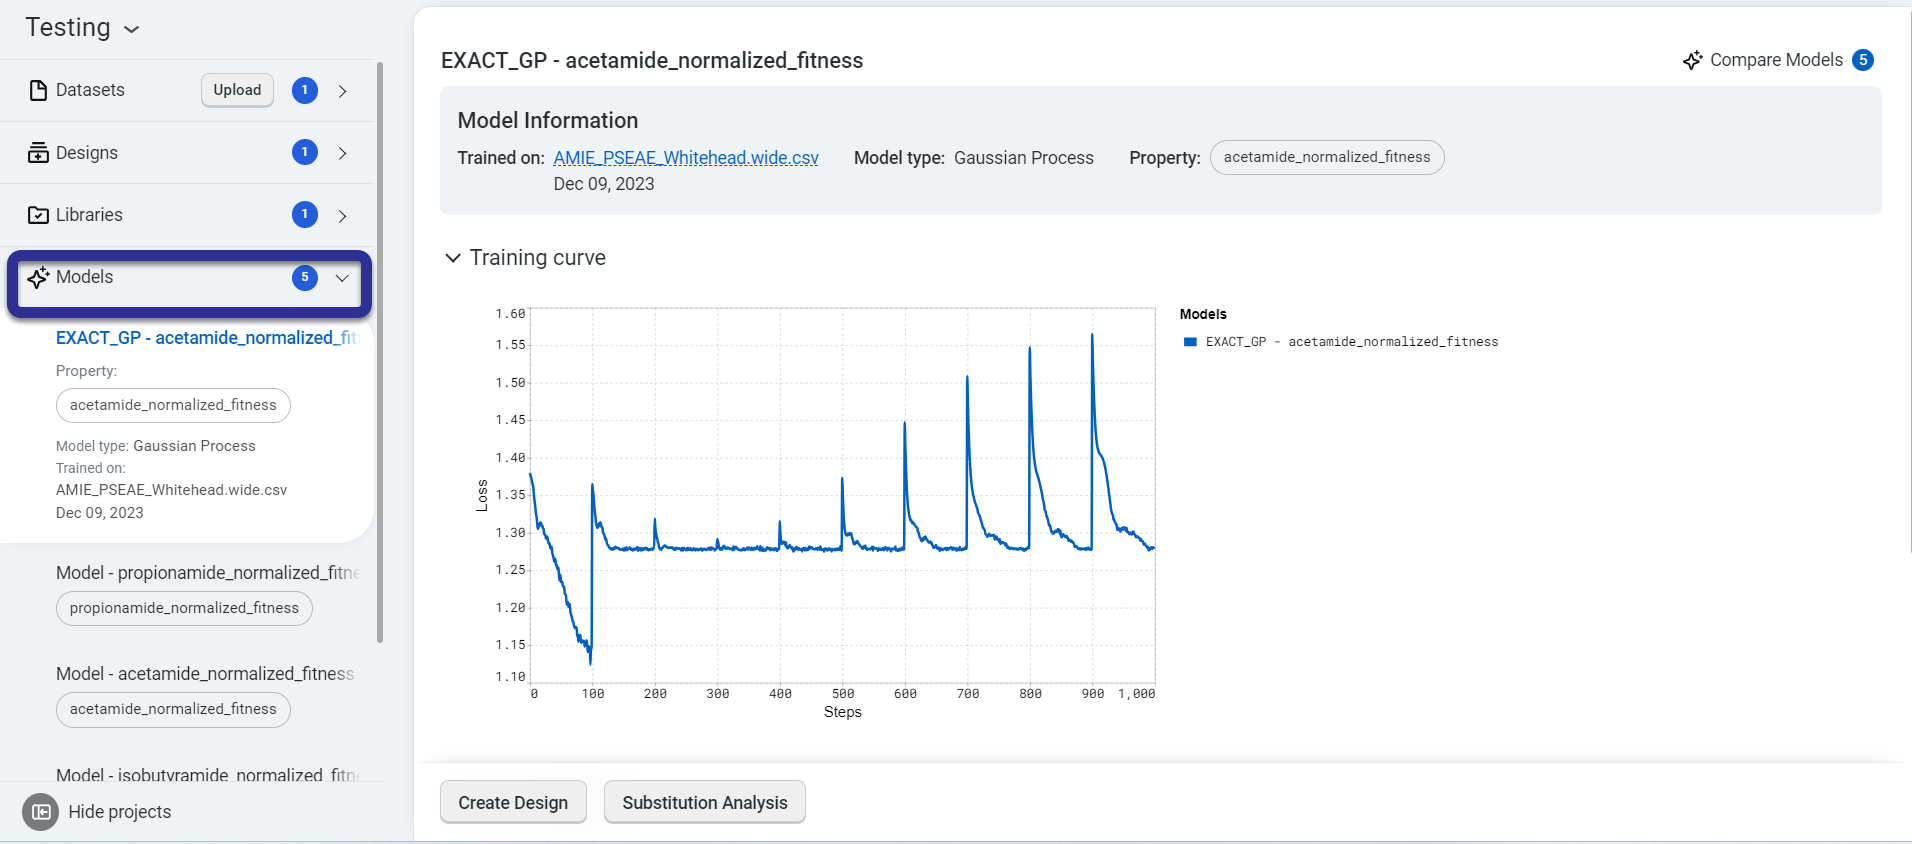 Testing
Datasets Upload 1
Designs 1
Libraries 1
Models 5
EXACT_GP - acetamide_normalized_fit
Property:
acetamide_normalized_fitness
Model type: Gaussian Process
Trained on:
AMIE_PSEAE_Whitehead.wide.csv
Dec 09, 2023
Model - propionamide_normalized_fitne
propionamide_normalized_fitness
Model - acetamide_normalized_fitness
acetamide_normalized_fitness
Model - isobutyramide_normalized_fitne
Hide projects
EXACT_GP - acetamide_normalized_fitness
Compare Models 5
Model Information
Trained on: AMIE_PSEAE_Whitehead.wide.csv Model type: Gaussian Process Property: acetamide_normalized_fitness
Dec 09, 2023
Training curve
1.60
1.55
1.50
1.45
1.40
1.35
1.30
1.25
1.20
1.15
1.10
Loss
0 100 200 300 400 500 600 700 800 900 1,000
Steps
Models
EXACT_GP - acetamide_normalized_fitness
Create Design Substitution Analysis